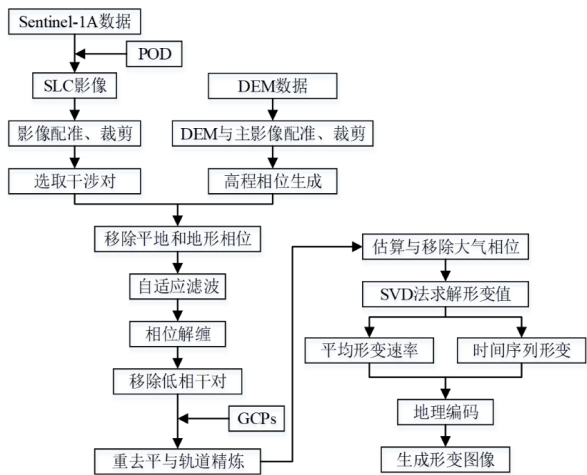 Sentinel-1A数据
POD
SLC影像
DEM数据
影像配准、裁剪
DEM与主影像配准、裁剪
选取干涉对
高程相位生成
移除平地和地形相位
自适应滤波
相位解缠
移除低相干对
GCPs
重去平与轨道精炼
估算与移除大气相位
SVD法求解形变值
平均形变速率
时间序列形变
地理编码
生成形变图像